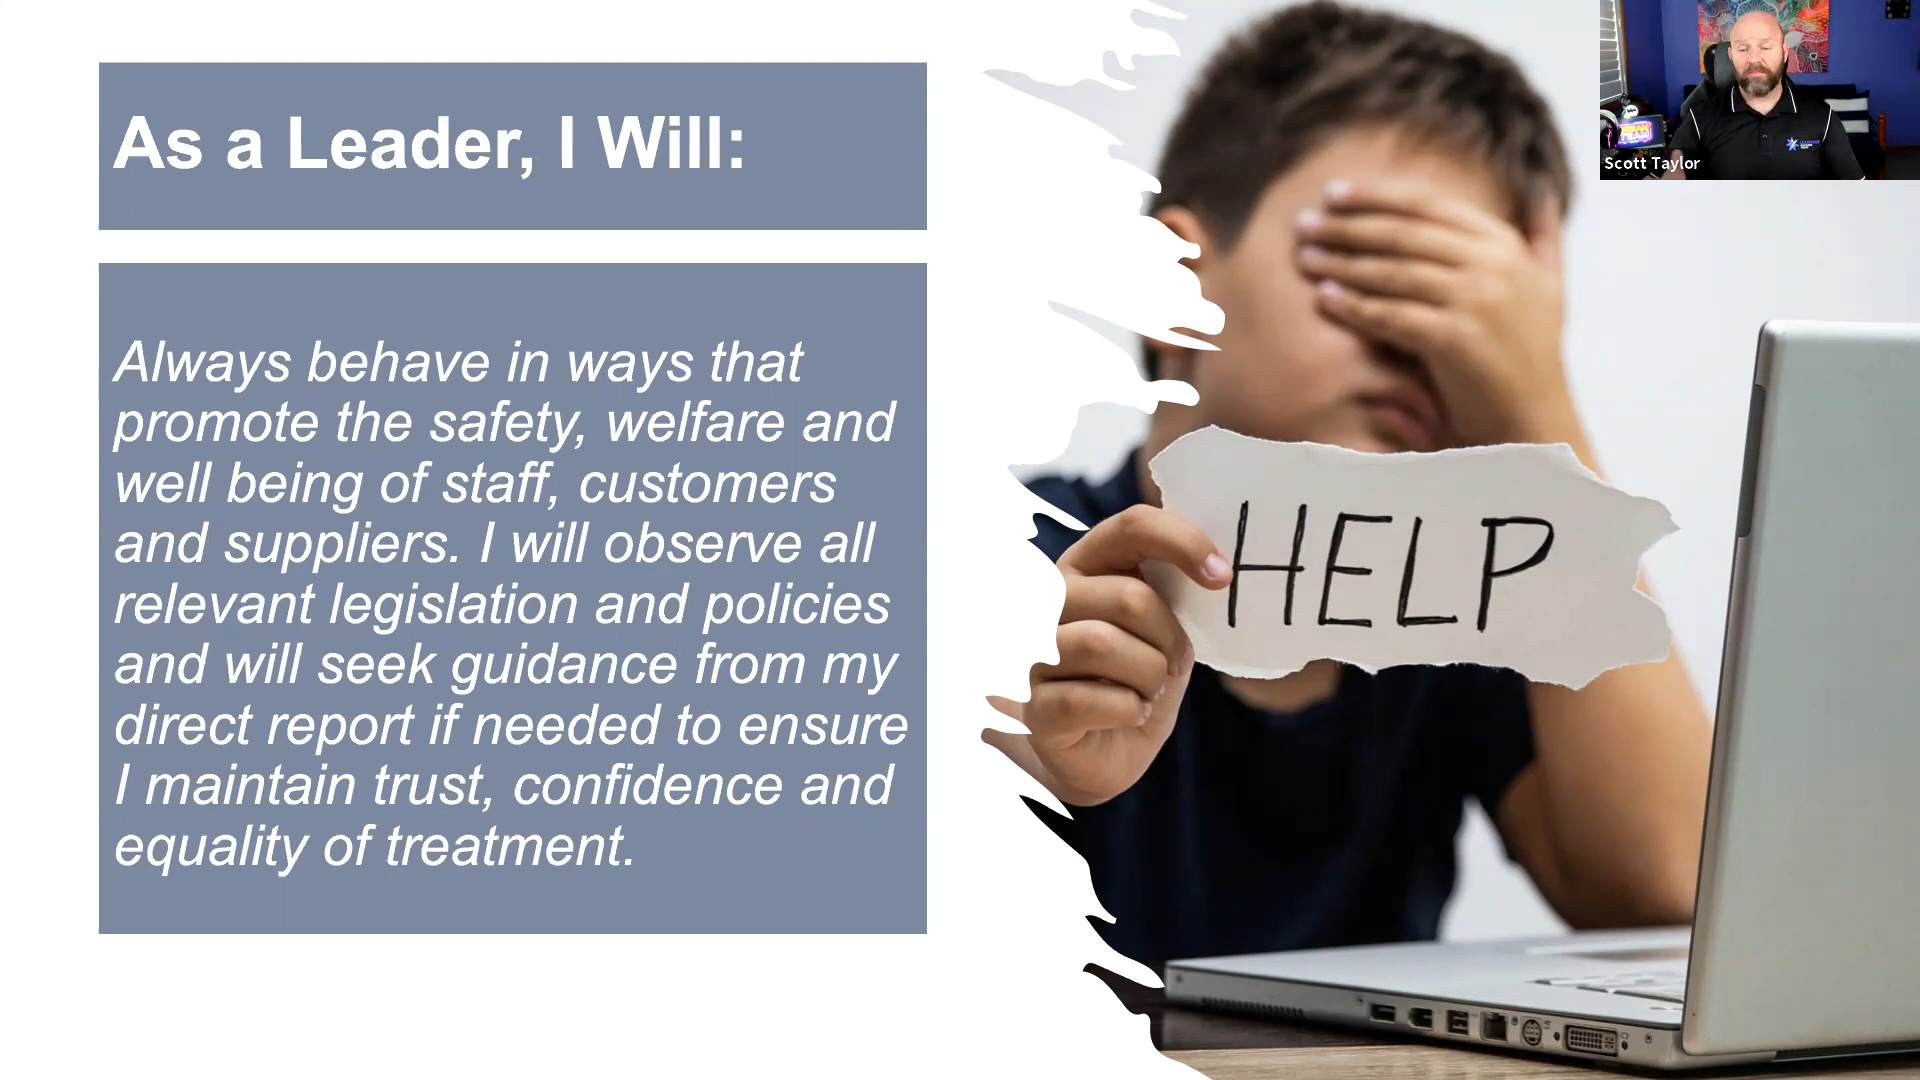 As a Leader, I Will:
Always behave in ways that
promote the safety, welfare and
well being of staff, customers
and suppliers. I will observe all
relevant legislation and policies
and will seek guidance from my
direct report if needed to ensure
I maintain trust, confidence and
equality of treatment.
HELP
Scott Taylor